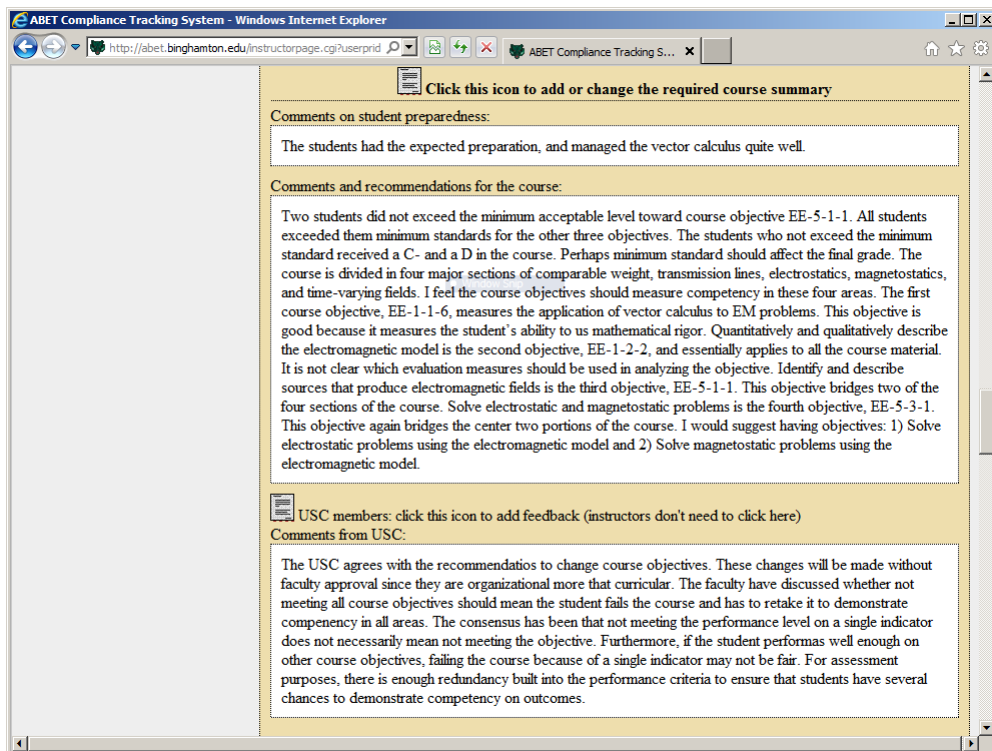 ABET Compliance Tracking System - Windows Internet Explorer
http://abet.binghamton.edu/instructorpage.cgi?userprid
ABET Compliance Tracking S...
Click this icon to add or change the required course summary
Comments on student preparedness:
The students had the expected preparation, and managed the vector calculus quite well.
Comments and recommendations for the course:
Two students did not exceed the minimum acceptable level toward course objective EE-5-1-1. All students
exceeded them minimum standards for the other three objectives. The students who not exceed the minimum
standard received a C- and a D in the course. Perhaps minimum standard should affect the final grade. The
course is divided in four major sections of comparable weight, transmission lines, electrostatics, magnetostatics,
and time-varying fields. I feel the course objectives should measure competency in these four areas. The first
course objective, EE-1-1-6, measures the application of vector calculus to EM problems. This objective is
good because it measures the student's ability to us mathematical rigor. Quantitatively and qualitatively describe
the electromagnetic model is the second objective, EE-1-2-2, and essentially applies to all the course material.
It is not clear which evaluation measures should be used in analyzing the objective. Identify and describe
sources that produce electromagnetic fields is the third objective, EE-5-1-1. This objective bridges two of the
four sections of the course. Solve electrostatic and magnetostatic problems is the fourth objective, EE-5-3-1.
This objective again bridges the center two portions of the course. I would suggest having objectives: 1) Solve
electrostatic problems using the electromagnetic model and 2) Solve magnetostatic problems using the
electromagnetic model.
USC members: click this icon to add feedback (instructors don't need to click here)
Comments from USC:
The USC agrees with the recommendatios to change course objectives. These changes will be made without
faculty approval since they are organizational more that curricular. The faculty have discussed whether not
meeting all course objectives should mean the student fails the course and has to retake it to demonstrate
compenency in all areas. The consensus has been that not meeting the performance level on a single indicator
does not necessarily mean not meeting the objective. Furthermore, if the student performas well enough on
other course objectives, failing the course because of a single indicator may not be fair. For assessment
purposes, there is enough redundancy built into the performance criteria to ensure that students have several
chances to demonstrate competency on outcomes.